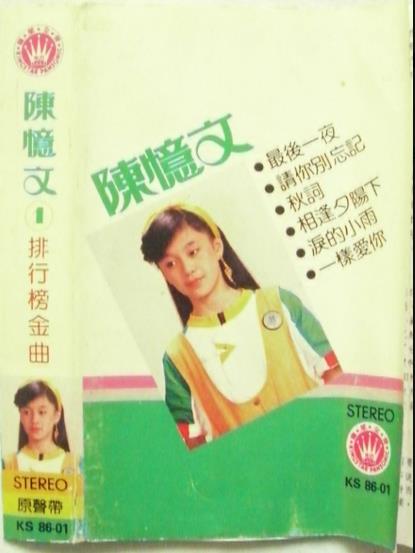 陳憶文
1
排行榜金曲
STEREO
原聲帶
KS 86-01
陳憶文
●最後一夜
●請你別忘記
●秋詞
●相逢夕陽下
●淚的小雨
●一樣愛你
STEREO
KS 86-01